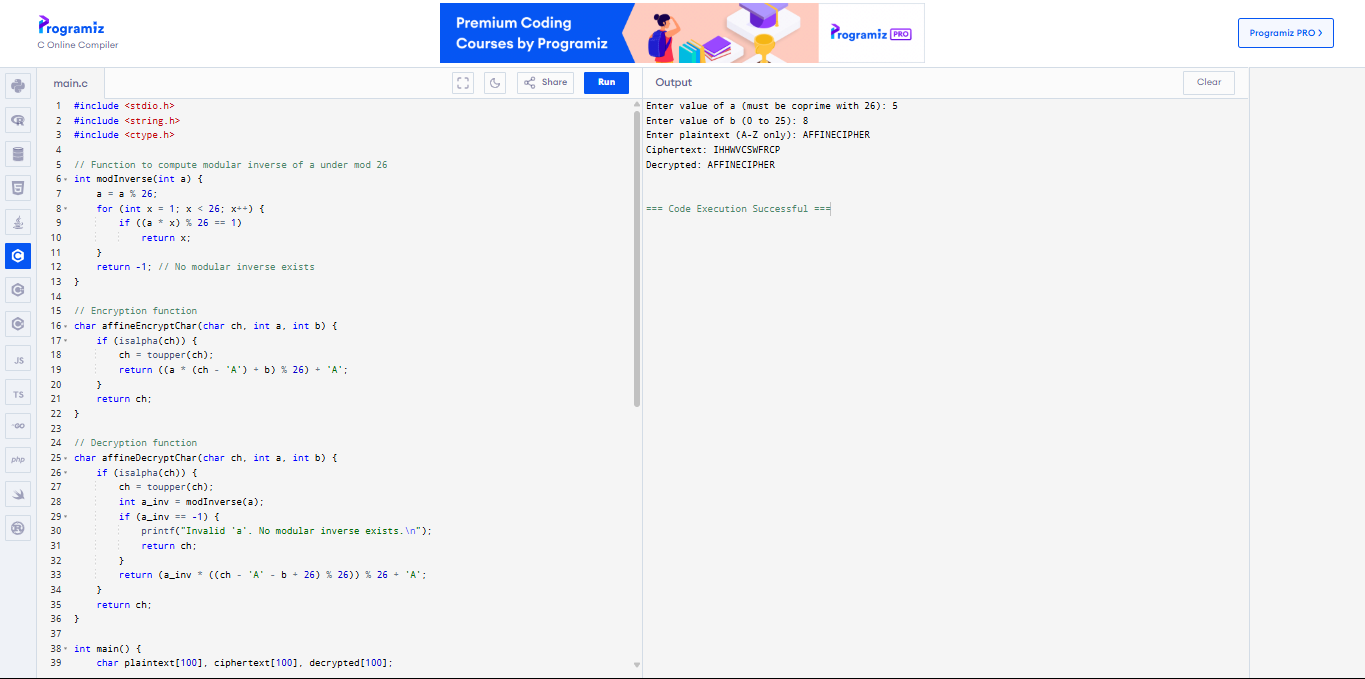 Programiz
C Online Compiler
Premium Coding
Courses by Programiz
Programiz PRO
Programiz PRO >
main.c
Share
Run
Output
Clear
JS
TS
GO
php
1 #include <stdio.h>
2 #include <string.h>
3 #include <ctype.h>
4
5 // Function to compute modular inverse of a under mod 26
6 int modInverse(int a) {
7     a = a % 26;
8     for (int x = 1; x < 26; x++) {
9         if ((a * x) % 26 == 1)
10             return x;
11     }
12     return -1; // No modular inverse exists
13 }
14
15 // Encryption function
16 char affineEncryptChar(char ch, int a, int b) {
17     if (isalpha(ch)) {
18         ch = toupper(ch);
19         return ((a * (ch - 'A') + b) % 26) + 'A';
20     }
21     return ch;
22 }
23
24 // Decryption function
25 char affineDecryptChar(char ch, int a, int b) {
26     if (isalpha(ch)) {
27         ch = toupper(ch);
28         int a_inv = modInverse(a);
29         if (a_inv == -1) {
30             printf("Invalid 'a'. No modular inverse exists.\n");
31             return ch;
32         }
33         return (a_inv * ((ch - 'A' - b + 26) % 26)) % 26 + 'A';
34     }
35     return ch;
36 }
37
38 int main() {
39     char plaintext[100], ciphertext[100], decrypted[100];
Enter value of a (must be coprime with 26): 5
Enter value of b (0 to 25): 8
Enter plaintext (A-Z only): AFFINECIPHER
Ciphertext: IHHWVCSWFRCP
Decrypted: AFFINECIPHER
=== Code Execution Successful ===